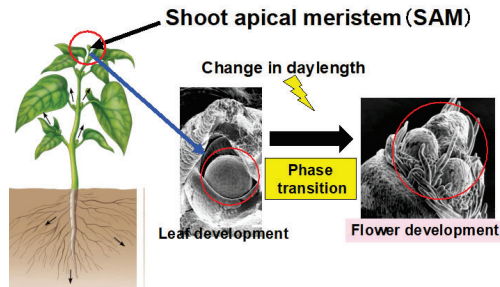 Shoot apical meristem (SAM)
Change in daylength
Phase
transition
Leaf development
Flower development